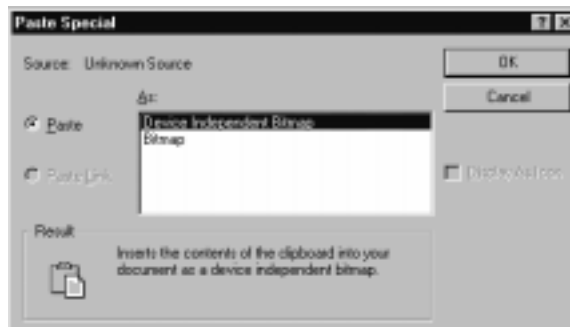 Paste Special
Source: Unknown Source
OK
As:
Cancel
Paste
Device Independent Bitmap
Bitmap
Paste Link
Display As Icon
Result
Inserts the contents of the clipboard into your
document as a device independent bitmap.